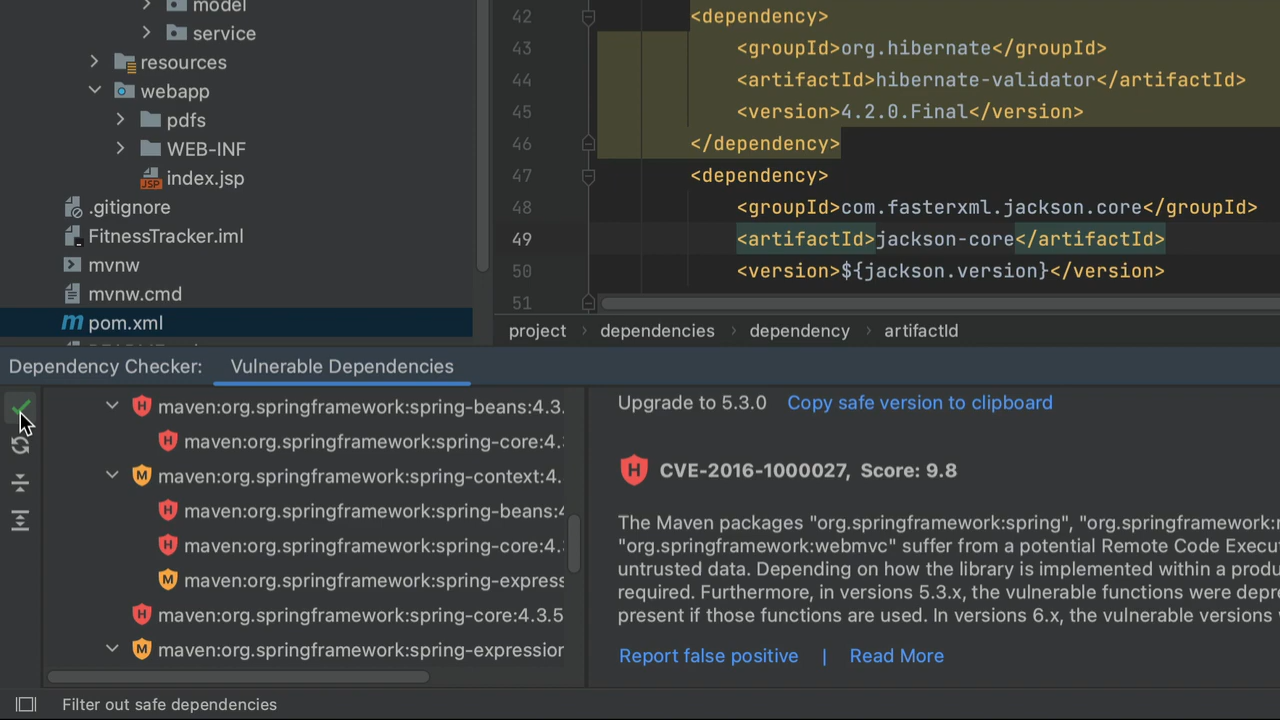 model
service
resources
webapp
pdfs
WEB-INF
index.jsp
.gitignore
FitnessTracker.iml
mvnw
mvnw.cmd
pom.xml
42 <dependency>
43 <groupId>org.hibernate</groupId>
44 <artifactId>hibernate-validator</artifactId>
45 <version>4.2.0.Final</version>
46 </dependency>
47 <dependency>
48 <groupId>com.fasterxml.jackson.core</groupId>
49 <artifactId>jackson-core</artifactId>
50 <version>${jackson.version}</version>
51
project > dependencies > dependency > artifactId
Dependency Checker: Vulnerable Dependencies
maven:org.springframework:spring-beans:4.3.
maven:org.springframework:spring-core:4.
maven:org.springframework:spring-context:4.
maven:org.springframework:spring-beans:4
maven:org.springframework:spring-core:4.
maven:org.springframework:spring-express
maven:org.springframework:spring-core:4.3.5
maven:org.springframework:spring-expression
Upgrade to 5.3.0 Copy safe version to clipboard
CVE-2016-1000027, Score: 9.8
The Maven packages "org.springframework:spring", "org.springframework:
"org.springframework:webmvc" suffer from a potential Remote Code Execu
untrusted data. Depending on how the library is implemented within a produ
required. Furthermore, in versions 5.3.x, the vulnerable functions were depre
present if those functions are used. In versions 6.x, the vulnerable versions
Report false positive | Read More
Filter out safe dependencies